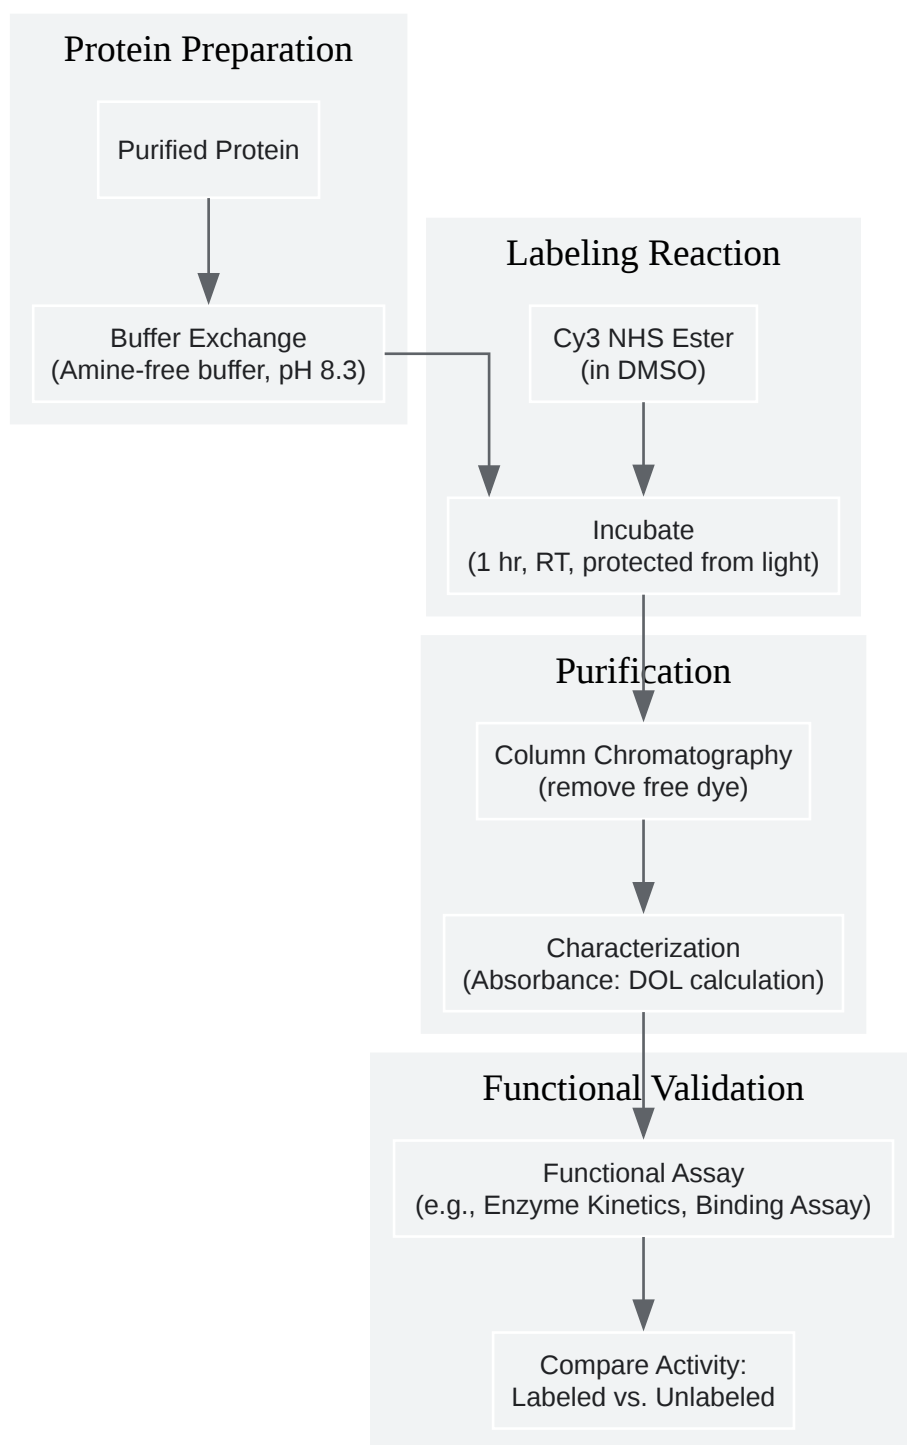 Protein Preparation
Purified Protein
Buffer Exchange
(Amine-free buffer, pH 8.3)
Labeling Reaction
Cy3 NHS Ester
(in DMSO)
Incubate
(1 hr, RT, protected from light)
Purification
Column Chromatography
(remove free dye)
Characterization
(Absorbance: DOL calculation)
Functional Validation
Functional Assay
(e.g., Enzyme Kinetics, Binding Assay)
Compare Activity:
Labeled vs. Unlabeled